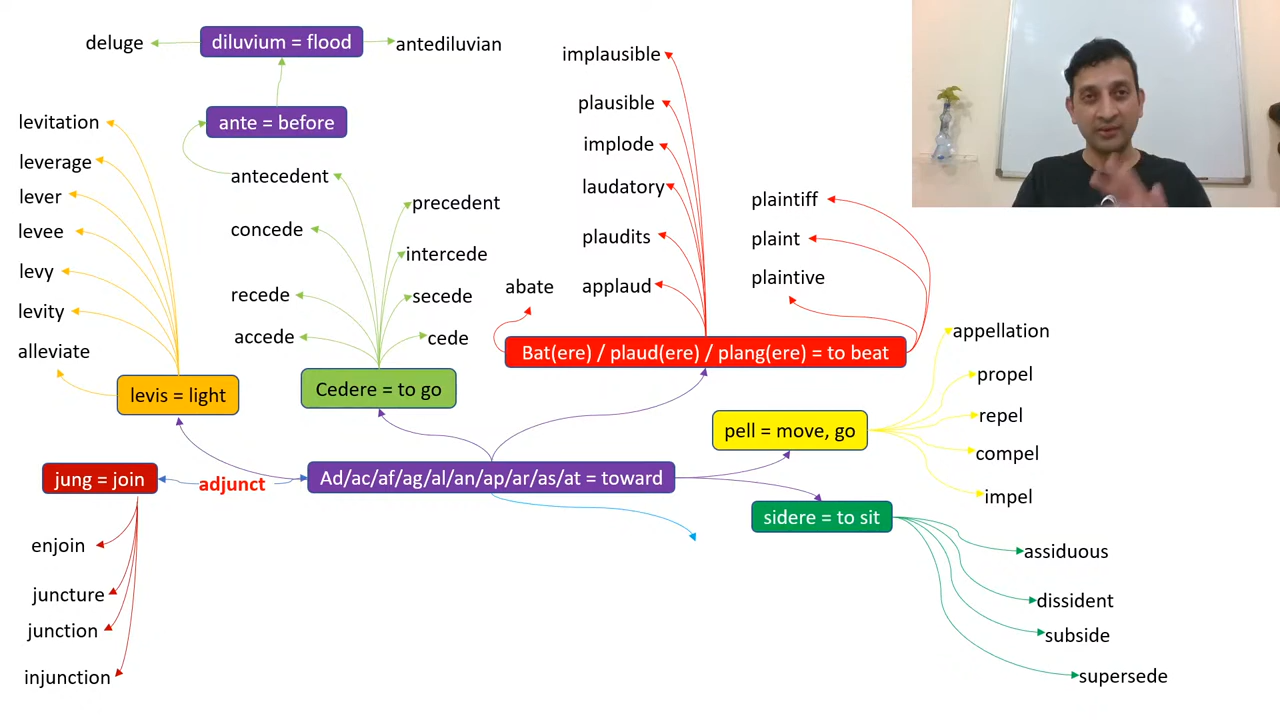 deluge
diluvium = flood
antediluvian
ante = before
levitation
leverage
lever
levee
levy
levity
alleviate
levis = light
antecedent
concede
recede
accede
precedent
intercede
secede
cede
Cedere = to go
implausible
plausible
implode
laudatory
plaudits
applaud
abate
plaintiff
plaint
plaintive
Bat(ere) / plaud(ere) / plang(ere) = to beat
appellation
propel
repel
compel
impel
pell = move, go
jung = join
adjunct
Ad/ac/af/ag/al/an/ap/ar/as/at = toward
sidere = to sit
enjoin
juncture
junction
injunction
assiduous
dissident
subside
supersede